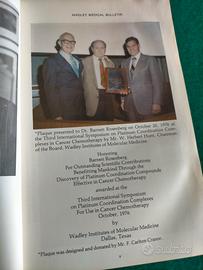 WADLEY MEDICAL BULLETIN
"Plaque presented to Dr. Barnett Rosenberg on October 20, 1976 at
the Third International Symposium on Platinum Coordination Com-
plexes in Cancer Chemotherapy by Mr. Herbert Hunt, Chairman
of the Board, Wadley Institutes of Molecular Medicine.
Honoring
Barnett Rosenberg
For Outstanding Scientific Contributions
Benefiting Mankind Through the
Discovery of Platinum Compounds
Effective in Cancer Chemotherapy
awarded at the
Third International Symposium
on Platinum Coordination Complexes
For Use in Cancer Chemotherapy
October, 1976
by
Wadley Institutes of Molecular Medicine
Dallas, Texas
"Plaque was designed and donated by Mr. F. Carlton
subito